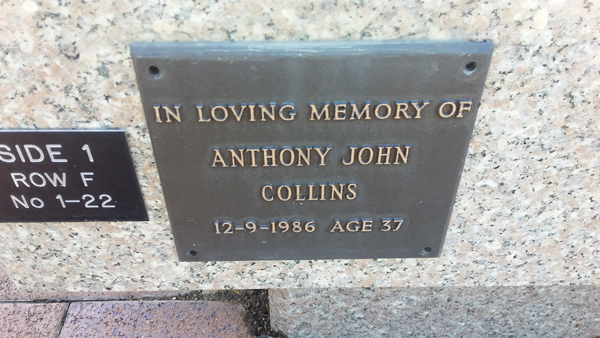 SIDE 1
ROW F
No 1-22
IN LOVING MEMORY OF
ANTHONY JOHN
COLLINS
12-9-1986 AGE 37